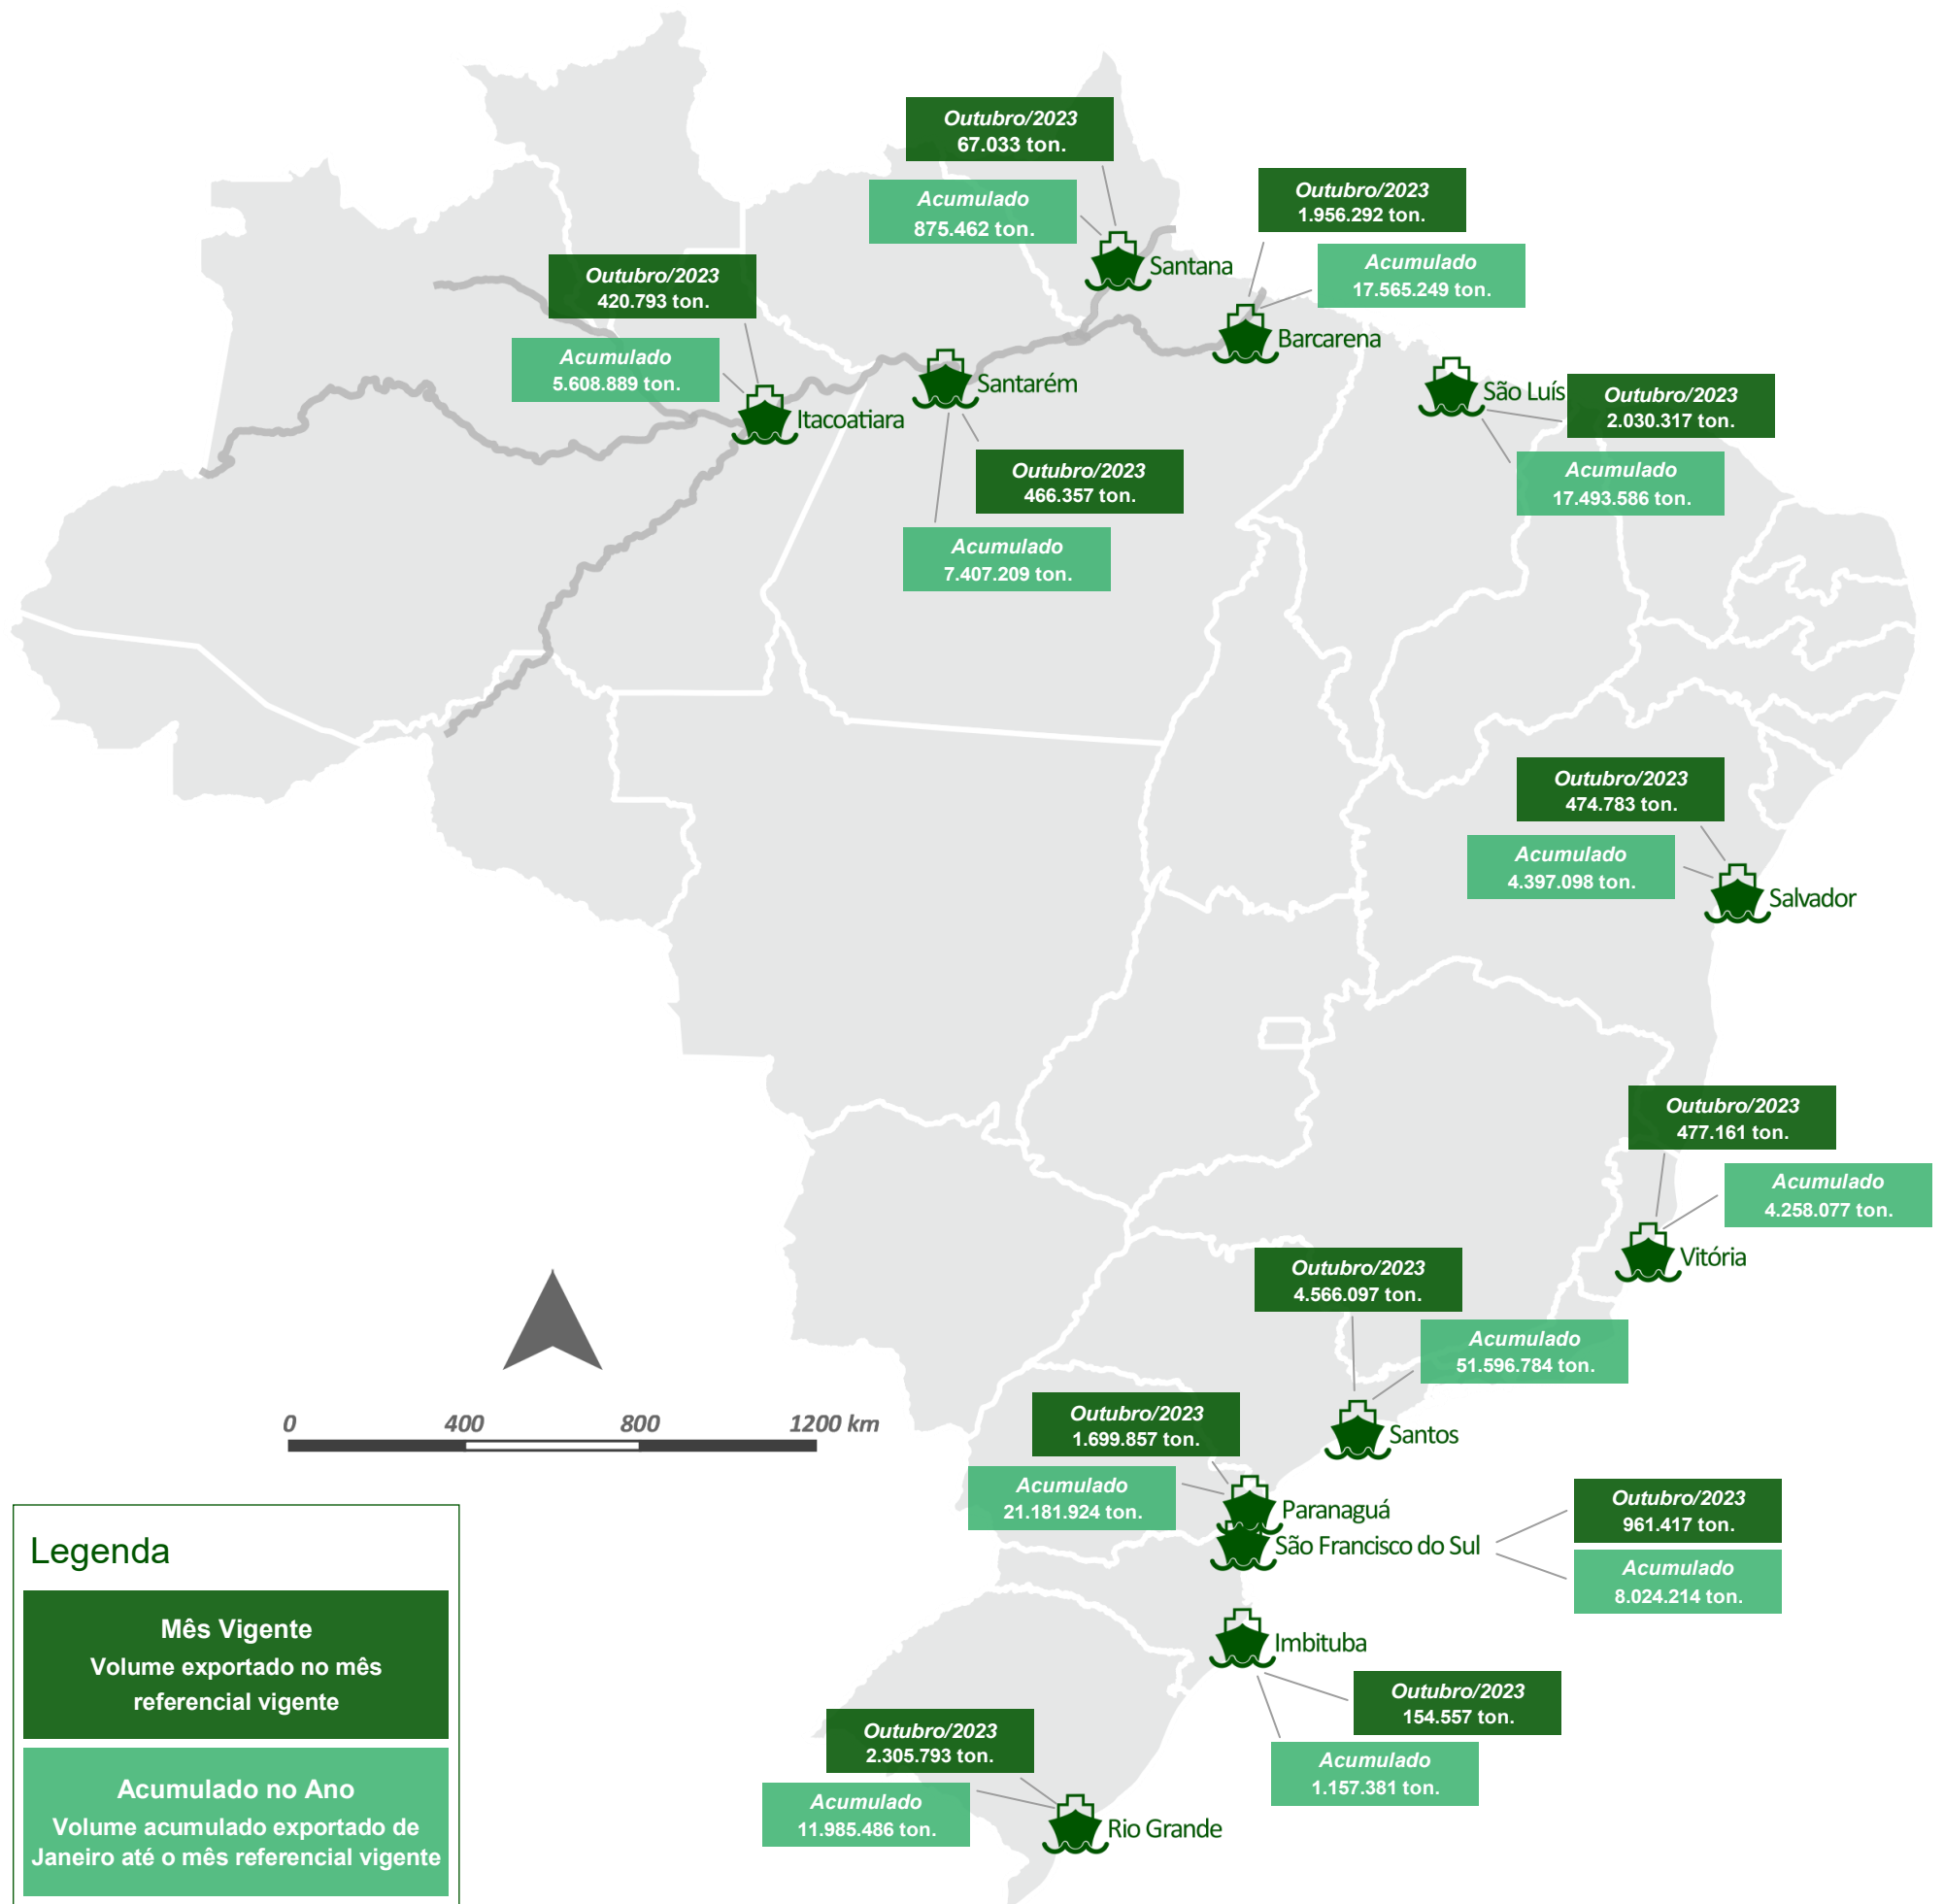 Outubro/2023
67.033 ton.
Acumulado
875.462 ton.
Santana
Outubro/2023
1.956.292 ton.
Acumulado
17.565.249 ton.
Barcarena
Outubro/2023
420.793 ton.
Acumulado
5.608.889 ton.
Itacoatiara
Santarém
Outubro/2023
466.357 ton.
Acumulado
7.407.209 ton.
São Luís
Outubro/2023
2.030.317 ton.
Acumulado
17.493.586 ton.
Outubro/2023
474.783 ton.
Acumulado
4.397.098 ton.
Salvador
Outubro/2023
477.161 ton.
Acumulado
4.258.077 ton.
Vitória
Outubro/2023
4.566.097 ton.
Acumulado
51.596.784 ton.
Santos
Outubro/2023
1.699.857 ton.
Acumulado
21.181.924 ton.
Paranaguá
São Francisco do Sul
Outubro/2023
961.417 ton.
Acumulado
8.024.214 ton.
Imbituba
Outubro/2023
154.557 ton.
Acumulado
1.157.381 ton.
Outubro/2023
2.305.793 ton.
Acumulado
11.985.486 ton.
Rio Grande
0 400 800 1200 km
Legenda
Mês Vigente
Volume exportado no mês
referencial vigente
Acumulado no Ano
Volume acumulado exportado de
Janeiro até o mês referencial vigente